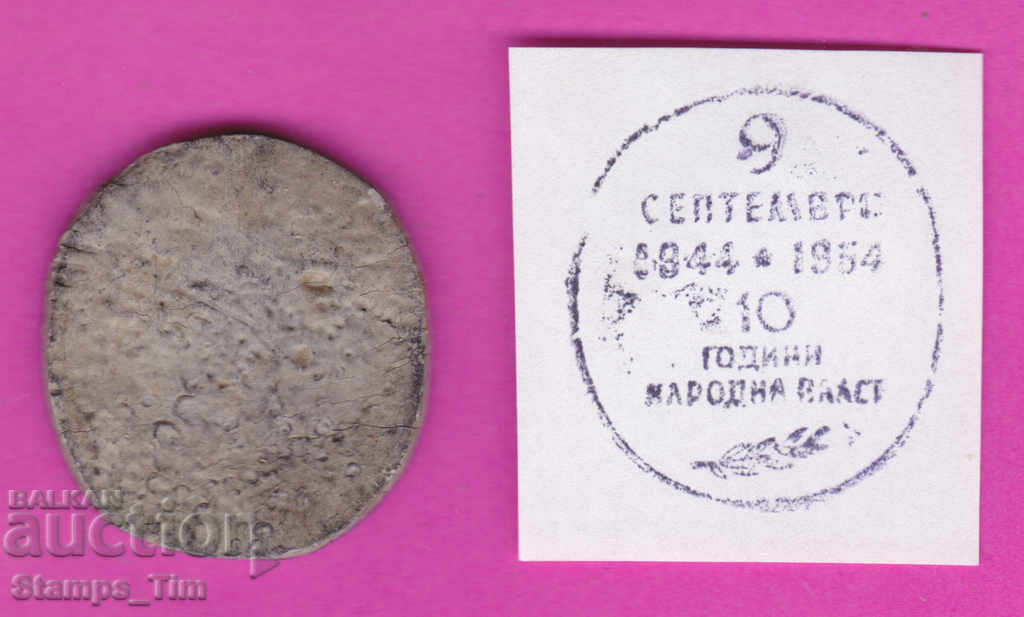 9
СЕПТЕМВРИ
1944 * 1954
10
ГОДИНИ
НАРОДНА ВЛАСТ
BALKAN
auction
Stamps_Tim